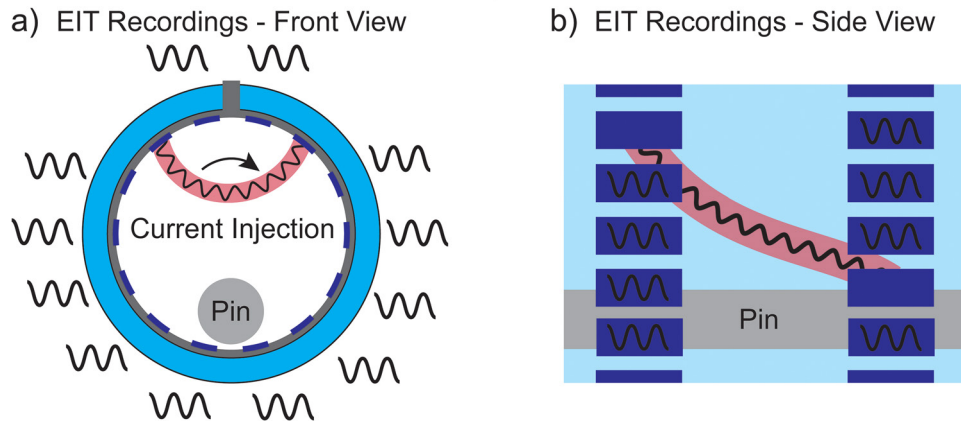 a) EIT Recordings - Front View
Current Injection
Pin
b) EIT Recordings - Side View
Pin